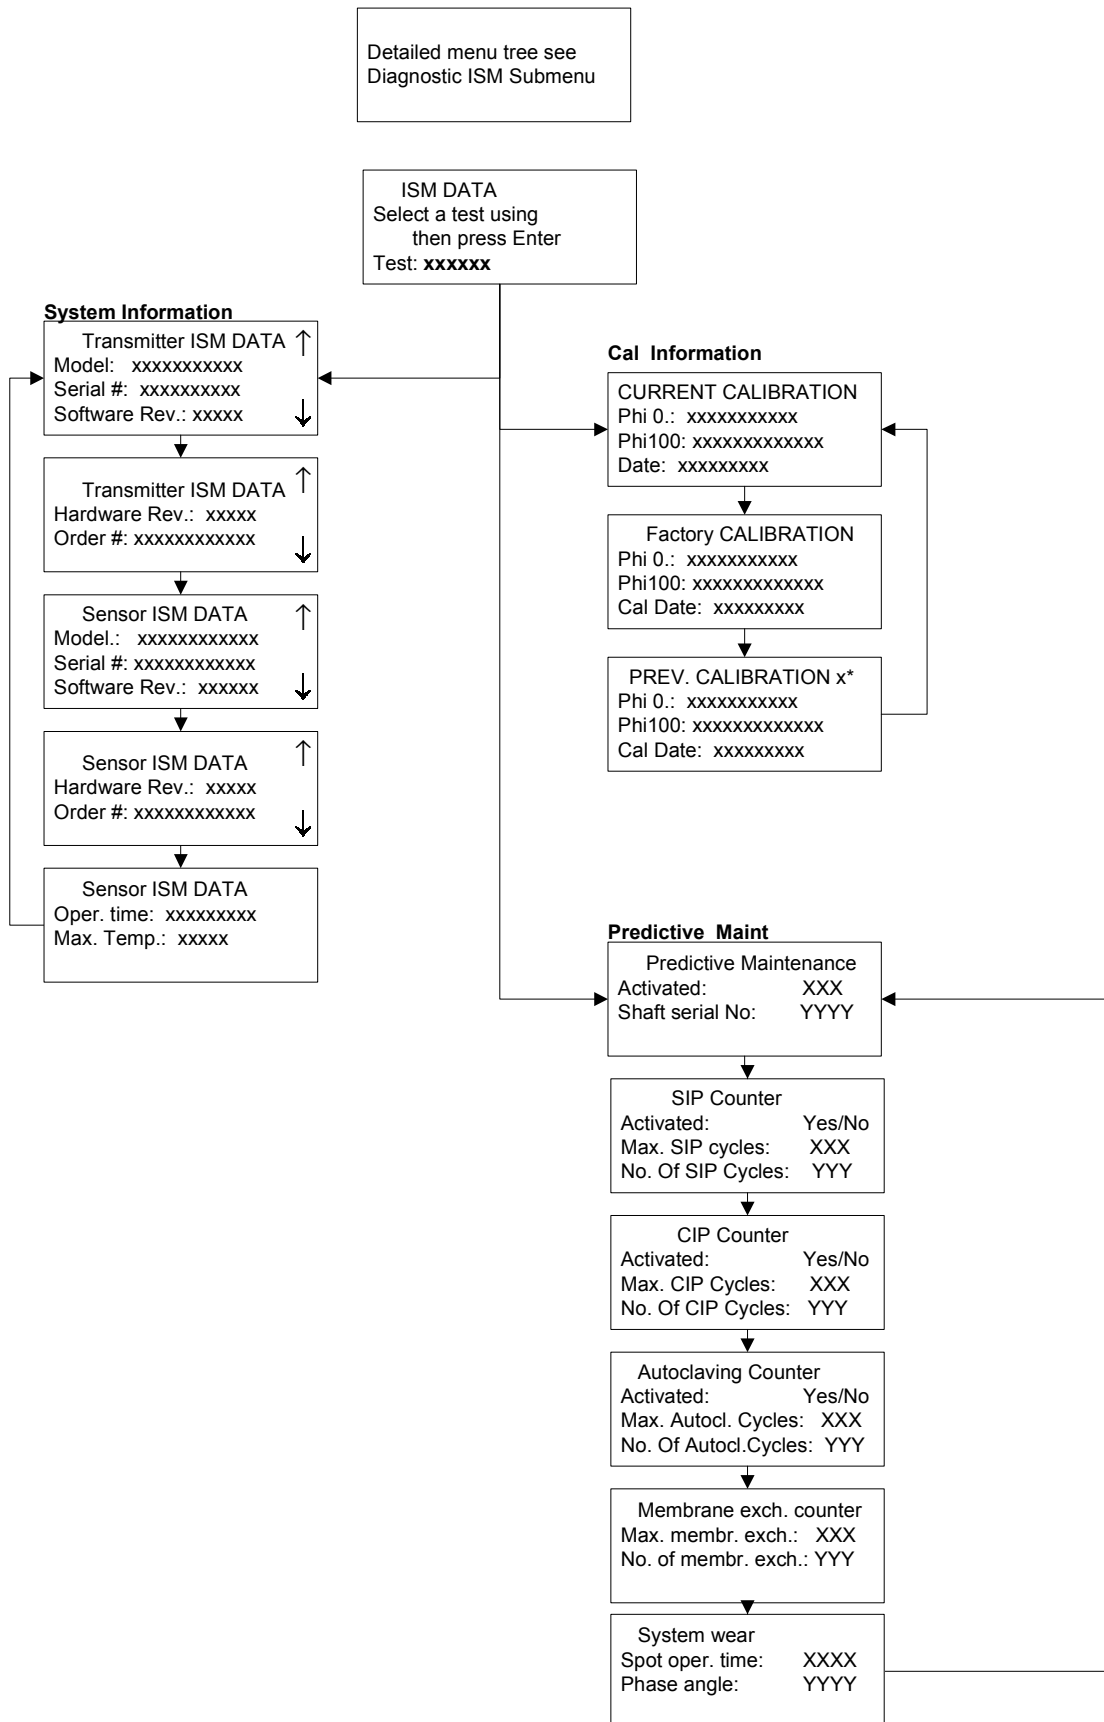 Detailed menu tree see
Diagnostic ISM Submenu
ISM DATA
Select a test using
then press Enter
Test: xxxxxx
System Information
Transmitter ISM DATA ↑
Model: xxxxxxxxxxx
Serial #: xxxxxxxxxx
Software Rev.: xxxxx ↓
Transmitter ISM DATA ↑
Hardware Rev.: xxxxx
Order #: xxxxxxxxxxxx ↓
Sensor ISM DATA ↑
Model.: xxxxxxxxxxxx
Serial #: xxxxxxxxxxxx
Software Rev.: xxxxxx ↓
Sensor ISM DATA ↑
Hardware Rev.: xxxxx
Order #: xxxxxxxxxxxx ↓
Sensor ISM DATA
Oper. time: xxxxxxxxx
Max. Temp.: xxxxx
Cal Information
CURRENT CALIBRATION
Phi 0.: xxxxxxxxxxx
Phi100: xxxxxxxxxxxxx
Date: xxxxxxxxx
Factory CALIBRATION
Phi 0.: xxxxxxxxxxx
Phi100: xxxxxxxxxxxxx
Cal Date: xxxxxxxxx
PREV. CALIBRATION x*
Phi 0.: xxxxxxxxxxx
Phi100: xxxxxxxxxxxxx
Cal Date: xxxxxxxxx
Predictive Maint
Predictive Maintenance
Activated: XXX
Shaft serial No: YYYY
SIP Counter
Activated: Yes/No
Max. SIP cycles: XXX
No. Of SIP Cycles: YYY
CIP Counter
Activated: Yes/No
Max. CIP Cycles: XXX
No. Of CIP Cycles: YYY
Autoclaving Counter
Activated: Yes/No
Max. Autocl. Cycles: XXX
No. Of Autocl.Cycles: YYY
Membrane exch. counter
Max. membr. exch.: XXX
No. of membr. exch.: YYY
System wear
Spot oper. time: XXXX
Phase angle: YYYY